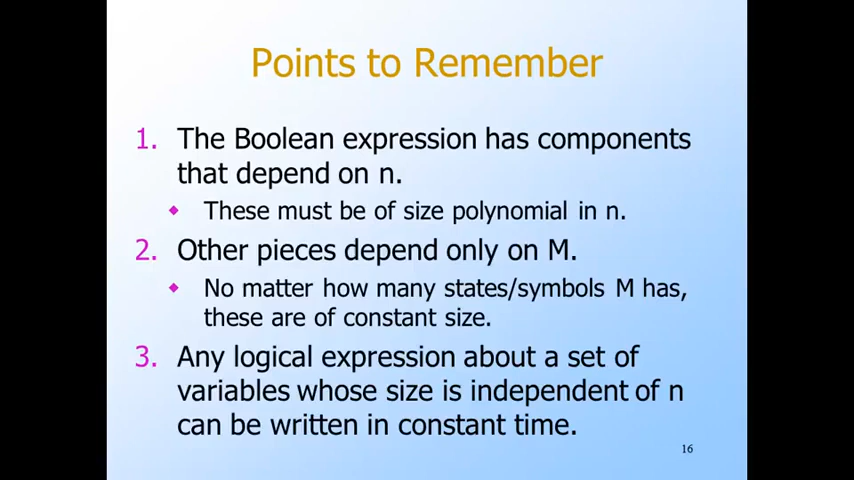 Points to Remember
1. The Boolean expression has components
that depend on n.
◆ These must be of size polynomial in n.
2. Other pieces depend only on M.
◆ No matter how many states/symbols M has,
these are of constant size.
3. Any logical expression about a set of
variables whose size is independent of n
can be written in constant time.
16